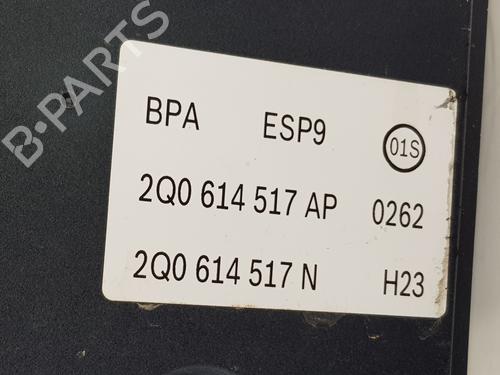 B-PARTS
BPA ESP9 01S
2Q0 614 517 AP 0262
2Q0 614 517 N H23